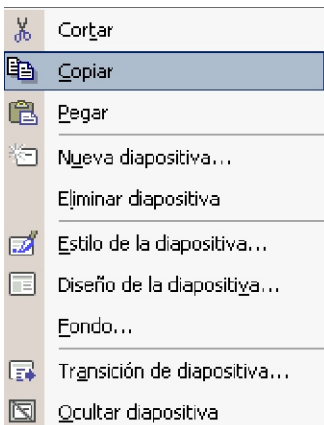 Cortar
Copiar
Pegar
Nueva diapositiva...
Eliminar diapositiva
Estilo de la diapositiva...
Diseño de la diapositiva...
Fondo...
Transición de diapositiva...
Ocultar diapositiva